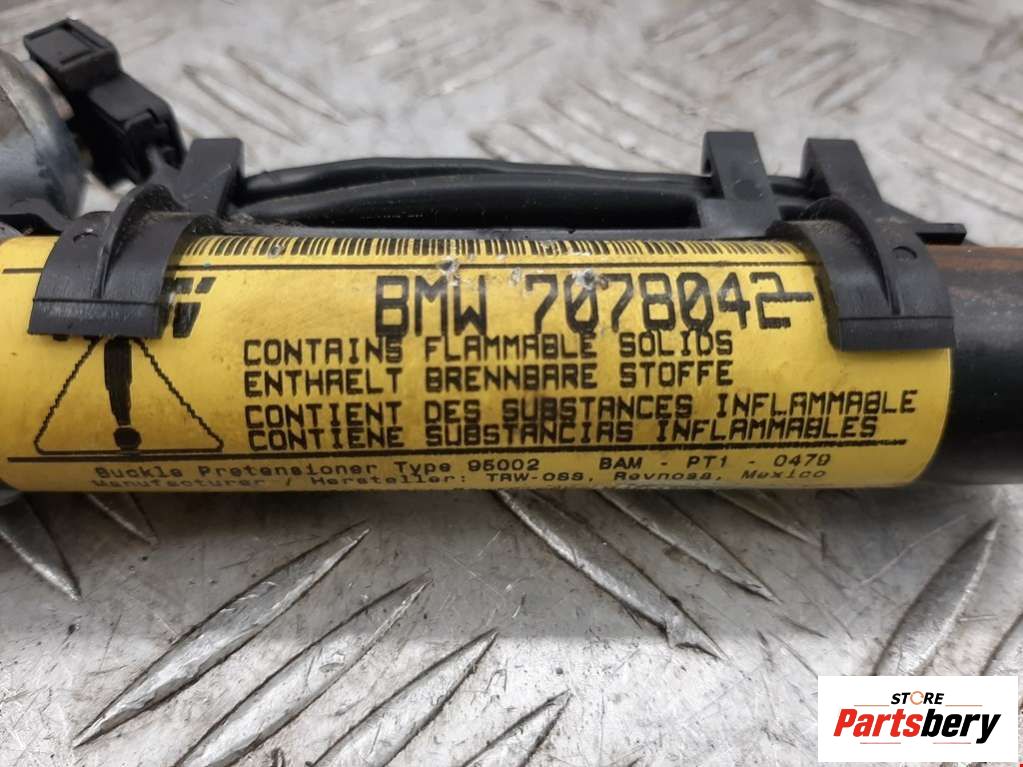 BMW 7078042
CONTAINS FLAMMABLE SOLIDS
ENTHAELT BRENNBARE STOFFE
CONTIENT DES SUBSTANCES INFLAMMABLE
CONTIENE SUBSTANCIAS INFLAMMABLES
Buckle Pretensioner Type 95002 BAM - PT1 - 0479
Manufacturer / Hersteller: TRW-OSS, Reynosa, Mexico
STORE
Partsbery